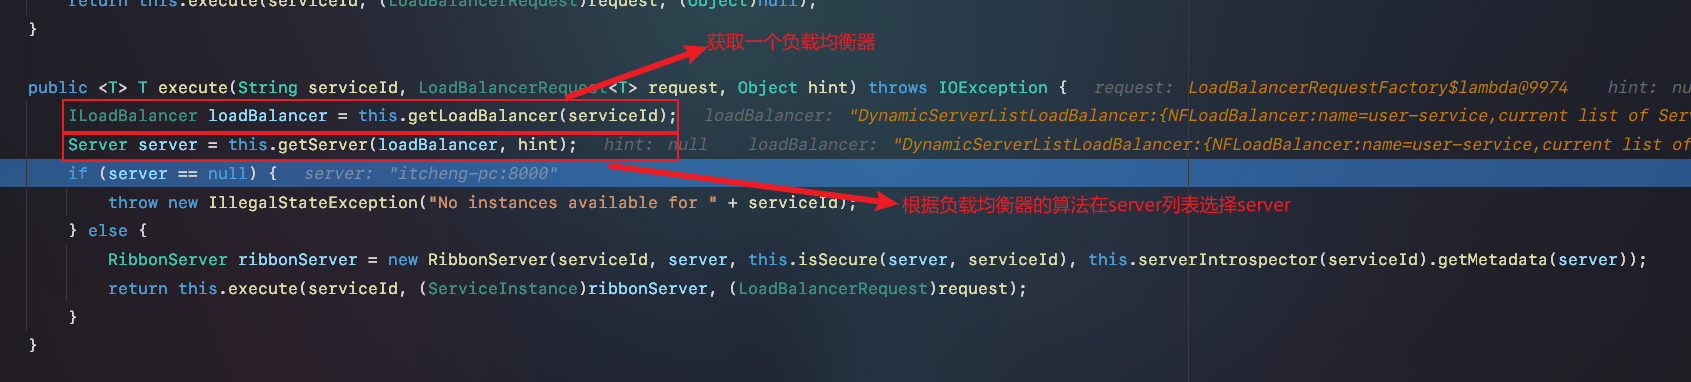 return this.execute(serviceId, (LoadBalancerRequest)request, (Object)null);
}
获取一个负载均衡器
public <T> T execute(String serviceId, LoadBalancerRequest<T> request, Object hint) throws IOException { request: LoadBalancerRequestFactory$lambda@9974 hint: nu
ILoadBalancer loadBalancer = this.getLoadBalancer(serviceId); loadBalancer: "DynamicServerListLoadBalancer:{NFLoadBalancer:name=user-service,current list of Serv
Server server = this.getServer(loadBalancer, hint); hint: null loadBalancer: "DynamicServerListLoadBalancer:{NFLoadBalancer:name=user-service,current list of
if (server == null) { server: "itcheng-pc:8000"
throw new IllegalStateException("No instances available for " + serviceId);
根据负载均衡器的算法在server列表选择server
} else {
RibbonServer ribbonServer = new RibbonServer(serviceId, server, this.isSecure(server, serviceId), this.serverIntrospector(serviceId).getMetadata(server));
return this.execute(serviceId, (ServiceInstance)ribbonServer, (LoadBalancerRequest)request);
}
}